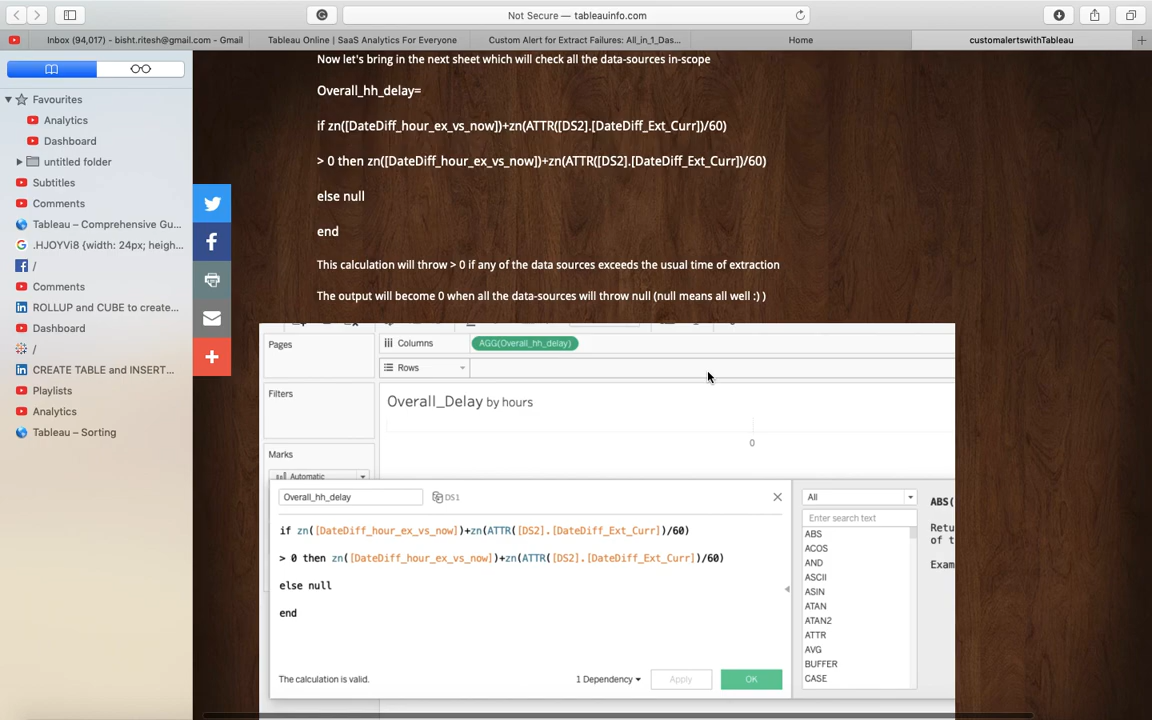 Not Secure — tableauinfo.com
Inbox (94,017) - bisht.ritesh@gmail.com - Gmail
Tableau Online | SaaS Analytics For Everyone
Custom Alert for Extract Failures: All_in_1_Das...
Home
customalertswithTableau
Favourites
Analytics
Dashboard
untitled folder
Subtitles
Comments
Tableau – Comprehensive Gu...
.HJOYVi8 {width: 24px; heigh...
/
Comments
ROLLUP and CUBE to create...
Dashboard
/
CREATE TABLE and INSERT...
Playlists
Analytics
Tableau – Sorting
Now let's bring in the next sheet which will check all the data-sources in-scope
Overall_hh_delay=
if zn([DateDiff_hour_ex_vs_now])+zn(ATTR([DS2].[DateDiff_Ext_Curr])/60)
> 0 then zn([DateDiff_hour_ex_vs_now])+zn(ATTR([DS2].[DateDiff_Ext_Curr])/60)
else null
end
This calculation will throw > 0 if any of the data sources exceeds the usual time of extraction
The output will become 0 when all the data-sources will throw null (null means all well :) )
Pages
Columns
AGG(Overall_hh_delay)
Rows
Filters
Overall_Delay by hours
0
Marks
Automatic
Overall_hh_delay
DS1
if zn([DateDiff_hour_ex_vs_now])+zn(ATTR([DS2].[DateDiff_Ext_Curr])/60)
> 0 then zn([DateDiff_hour_ex_vs_now])+zn(ATTR([DS2].[DateDiff_Ext_Curr])/60)
else null
end
The calculation is valid.
1 Dependency
Apply
OK
All
Enter search text
ABS
ACOS
AND
ASCII
ASIN
ATAN
ATAN2
ATTR
AVG
BUFFER
CASE
ABS(
Retu
of t
Exam